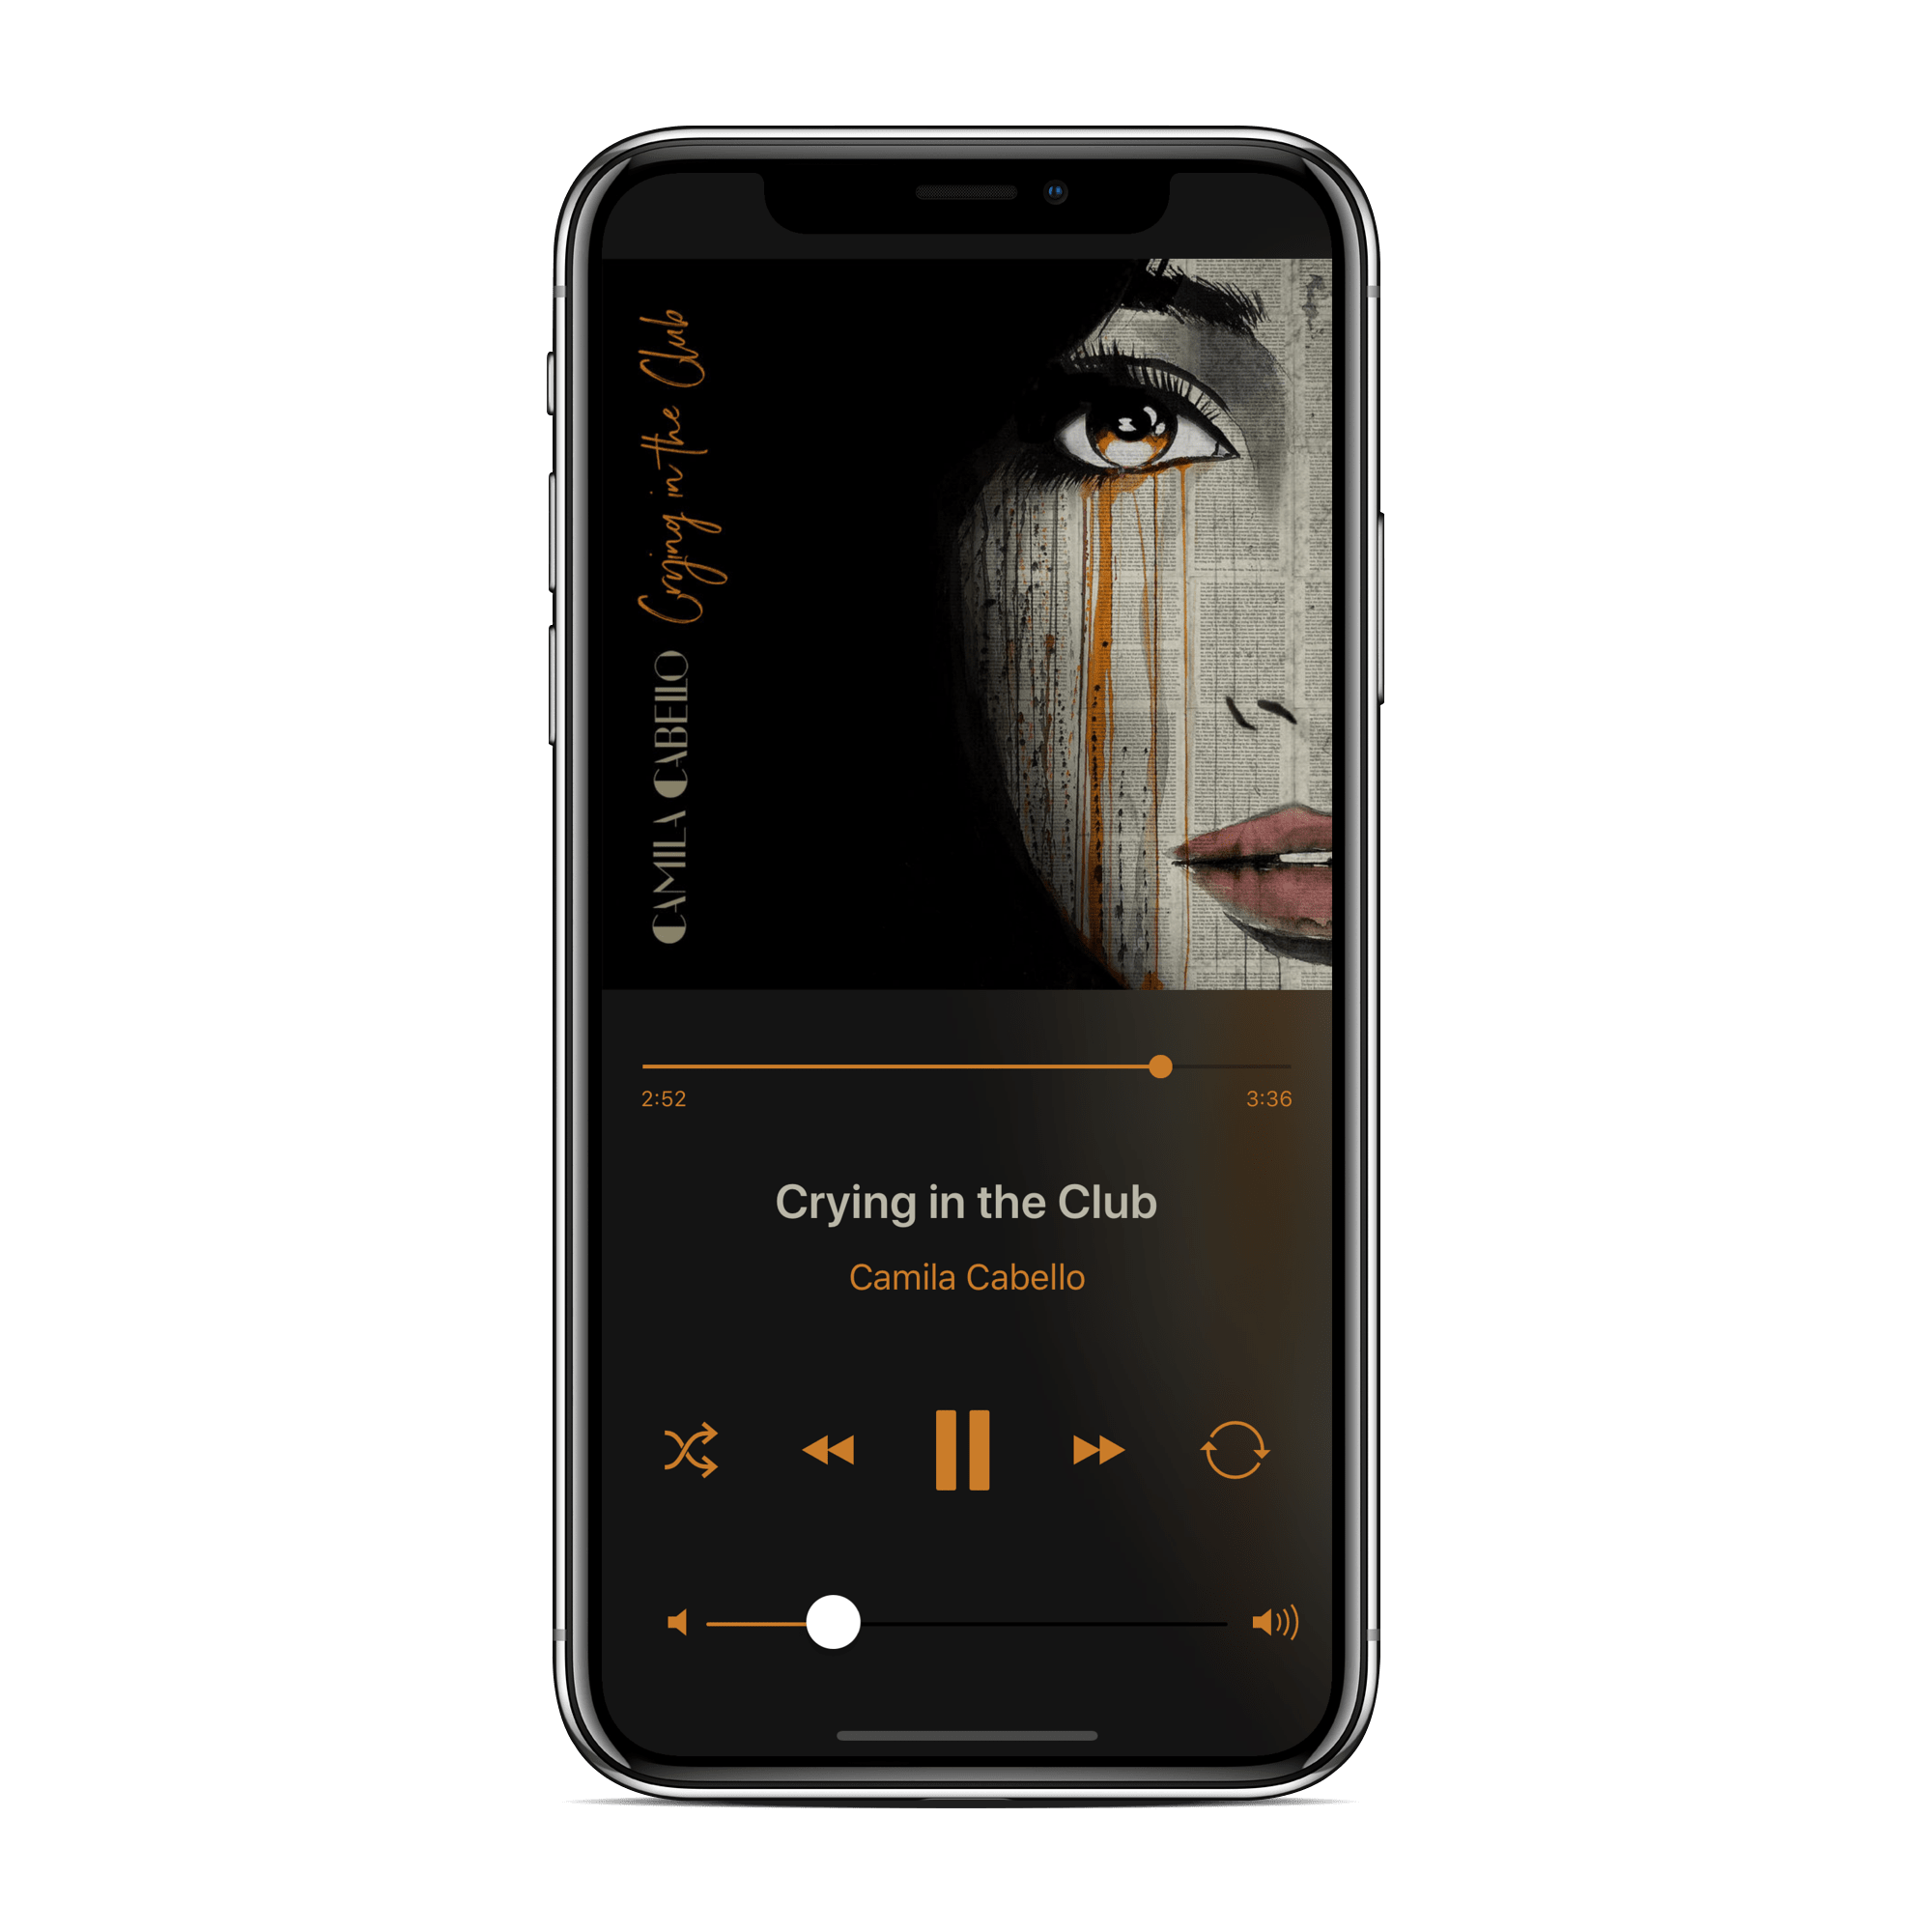 CAMILA CABELLO Crying in the Club
2:52
3:36
Crying in the Club
Camila Cabello